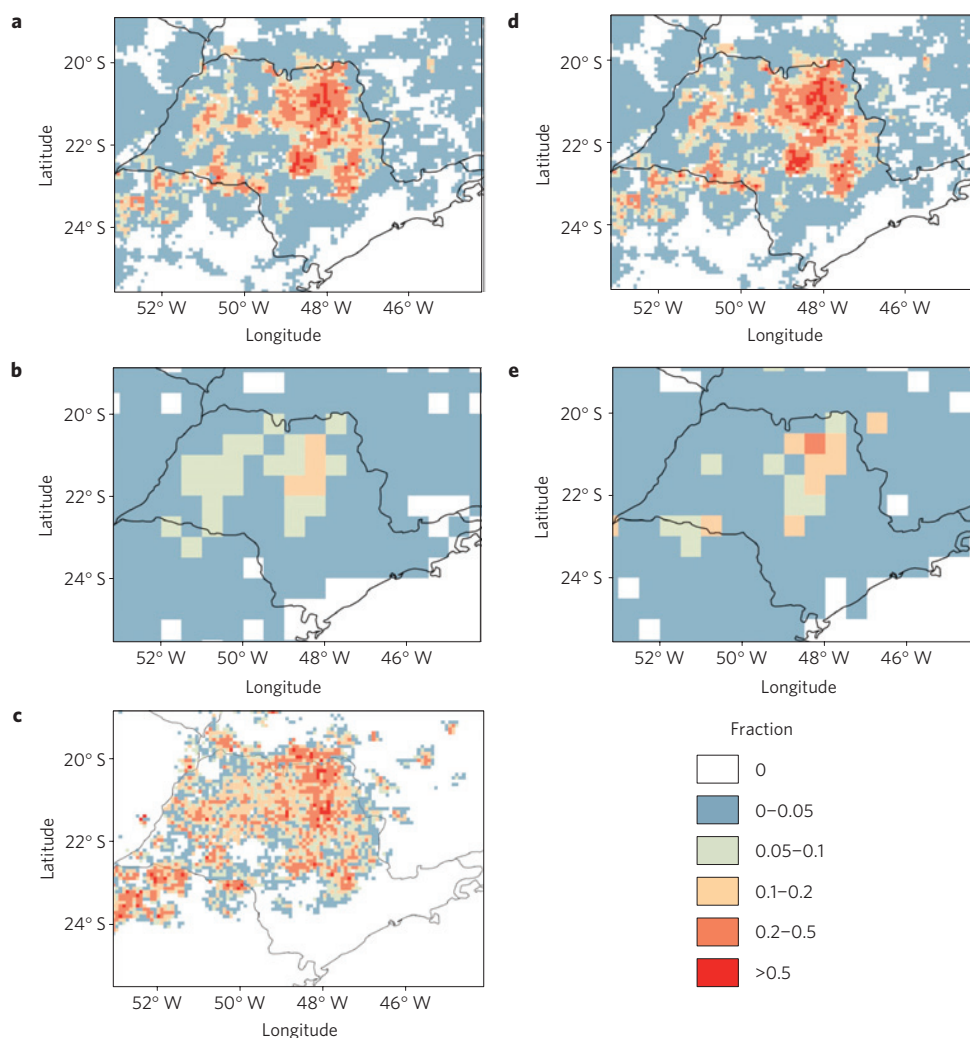 a
20° S
22° S
24° S
Latitude
52° W 50° W 48° W 46° W
Longitude
d
20° S
22° S
24° S
Latitude
52° W 50° W 48° W 46° W
Longitude
b
20° S
22° S
24° S
Latitude
52° W 50° W 48° W 46° W
Longitude
e
20° S
22° S
24° S
Latitude
52° W 50° W 48° W 46° W
Longitude
c
20° S
22° S
24° S
Latitude
52° W 50° W 48° W 46° W
Longitude
Fraction
0
0–0.05
0.05–0.1
0.1–0.2
0.2–0.5
>0.5